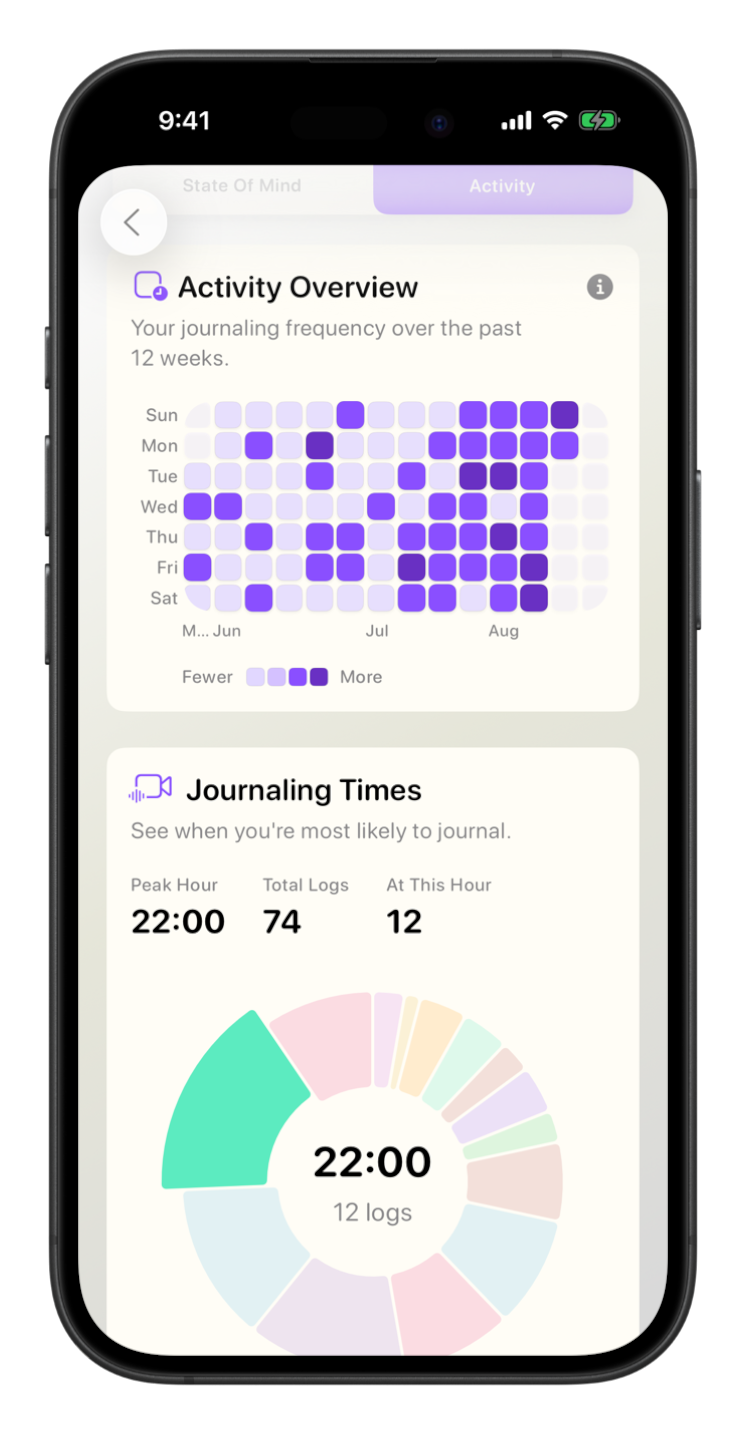 9:41
State Of Mind
Activity
Activity Overview
Your journaling frequency over the past
12 weeks.
Sun
Mon
Tue
Wed
Thu
Fri
Sat
M... Jun Jul Aug
Fewer More
Journaling Times
See when you're most likely to journal.
Peak Hour Total Logs At This Hour
22:00 74 12
22:00
12 logs